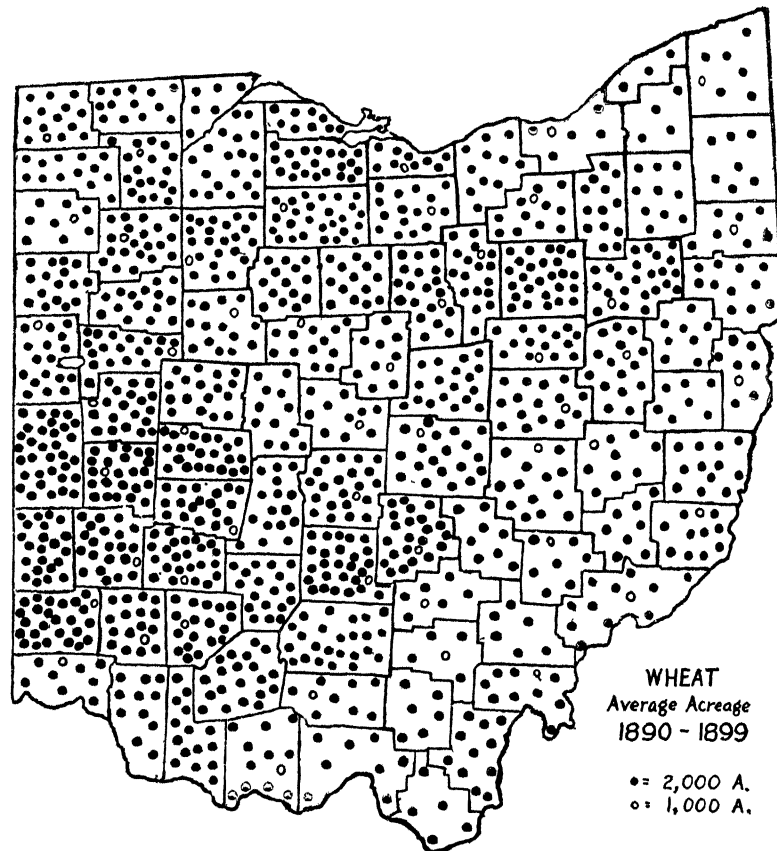 WHEAT
Average Acreage
1890 - 1899
●= 2,000 A.
○= 1,000 A.